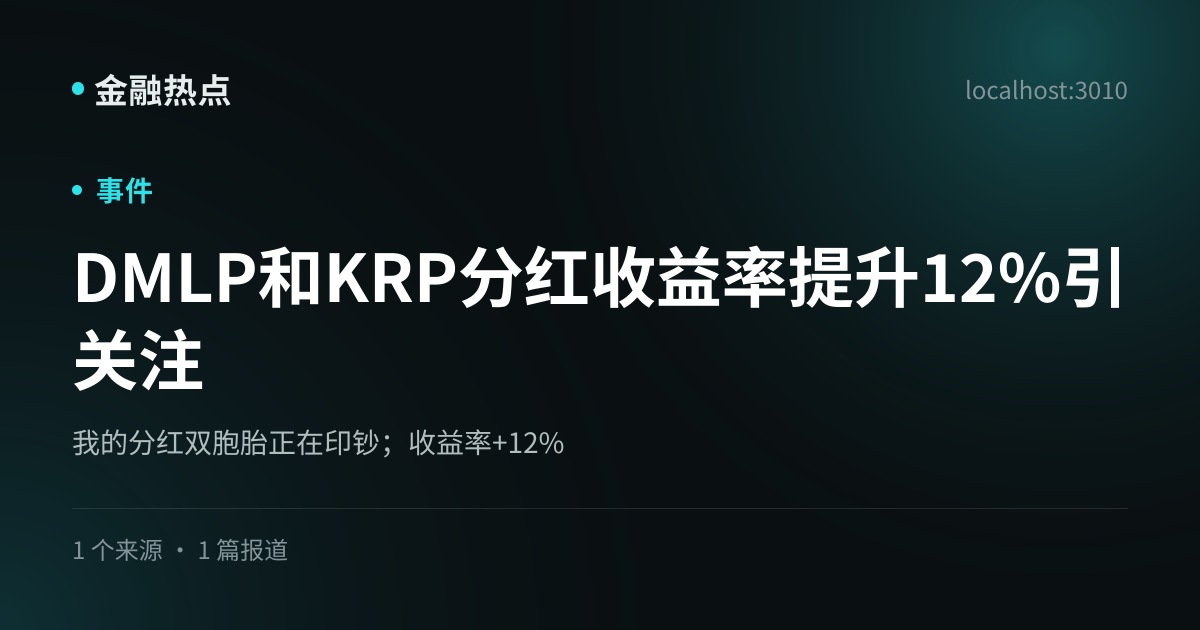 金融热点
localhost:3010
事件
DMLP和KRP分红收益率提升12%引
关注
我的分红双胞胎正在印钞；收益率+12%
1 个来源 · 1 篇报道